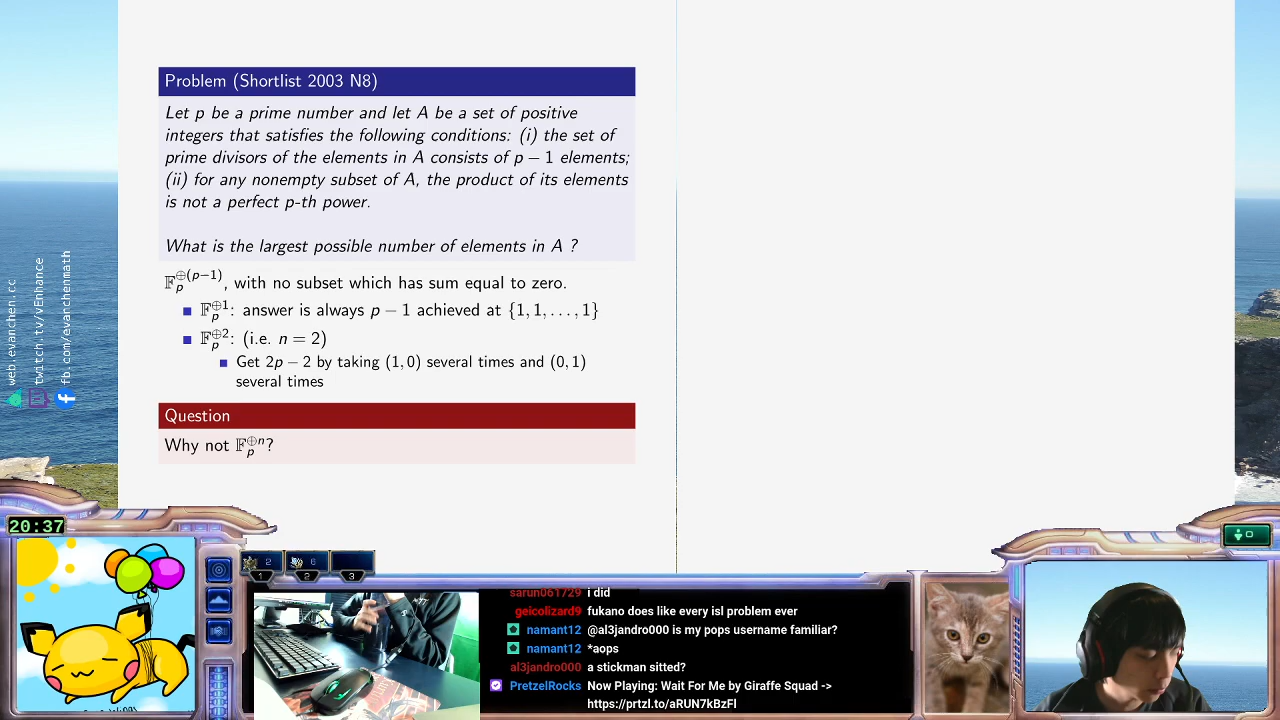 Problem (Shortlist 2003 N8)
Let p be a prime number and let A be a set of positive
integers that satisfies the following conditions: (i) the set of
prime divisors of the elements in A consists of p − 1 elements;
(ii) for any nonempty subset of A, the product of its elements
is not a perfect p-th power.
What is the largest possible number of elements in A ?
𝔽_p^{⊕(p−1)}, with no subset which has sum equal to zero.
𝔽_p^{⊕1}: answer is always p − 1 achieved at {1, 1, . . . , 1}
𝔽_p^{⊕2}: (i.e. n = 2)
Get 2p − 2 by taking (1, 0) several times and (0, 1)
several times
Question
Why not 𝔽_p^{⊕n}?
web.evanchen.cc
twitch.tv/vEnhance
fb.com/evanchenmath
20:37
2
6
1
2
3
0
sarun061729 i did
geicolizard9 fukano does like every isl problem ever
namant12 @al3jandro000 is my pops username familiar?
namant12 *aops
al3jandro000 a stickman sitted?
PretzelRocks Now Playing: Wait For Me by Giraffe Squad ->
https://prtzl.to/aRUN7kBzFl